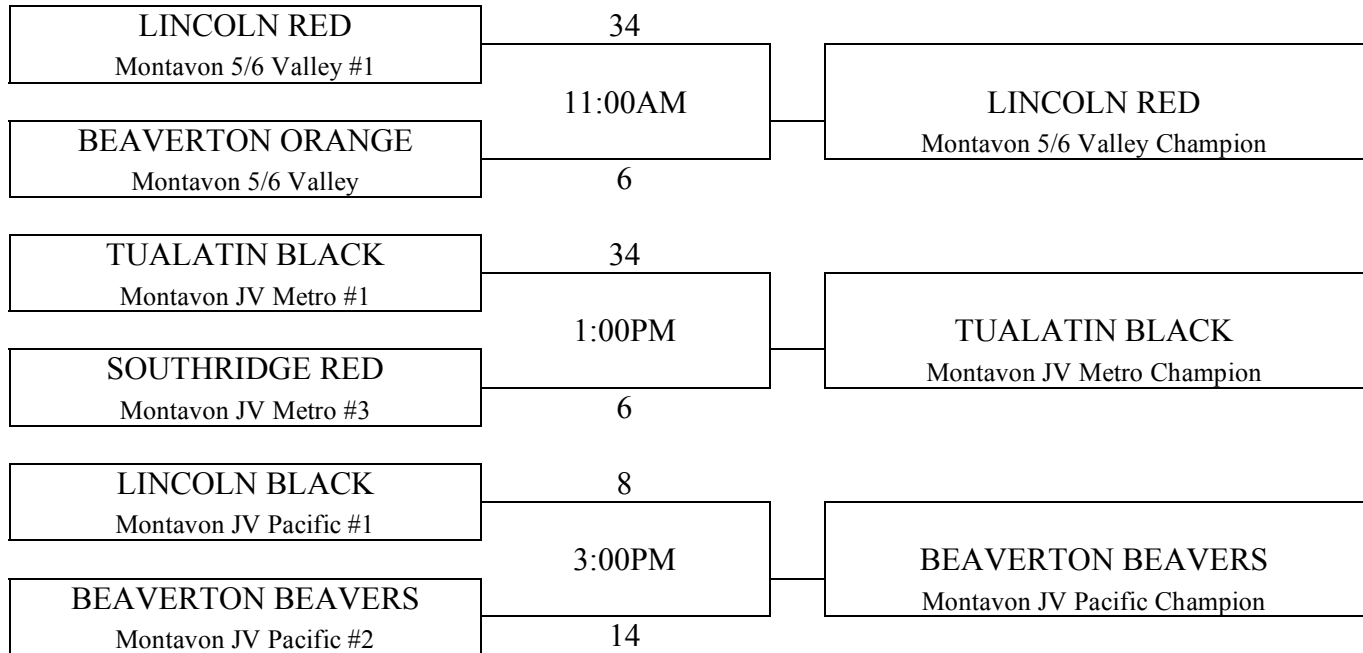 LINCOLN RED
Montavon 5/6 Valley #1
34
11:00AM
BEAVERTON ORANGE
Montavon 5/6 Valley
6
LINCOLN RED
Montavon 5/6 Valley Champion
TUALATIN BLACK
Montavon JV Metro #1
34
1:00PM
SOUTHRIDGE RED
Montavon JV Metro #3
6
TUALATIN BLACK
Montavon JV Metro Champion
LINCOLN BLACK
Montavon JV Pacific #1
8
3:00PM
BEAVERTON BEAVERS
Montavon JV Pacific #2
14
BEAVERTON BEAVERS
Montavon JV Pacific Champion